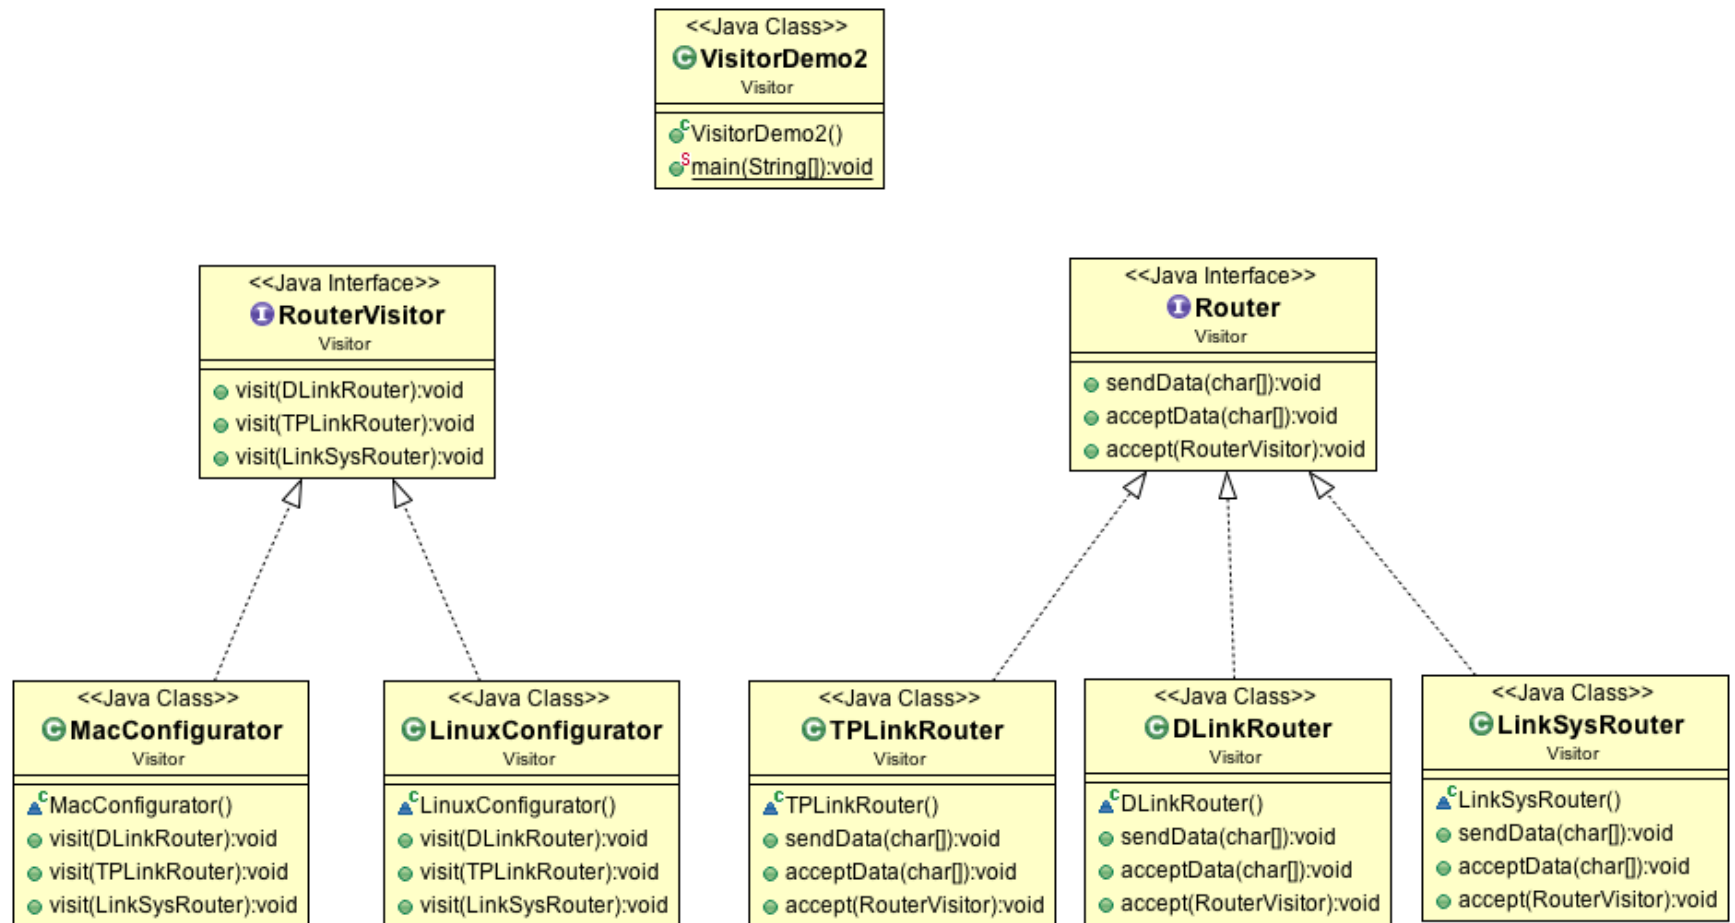 <<Java Class>>
VisitorDemo2
Visitor
VisitorDemo2()
main(String[]):void
<<Java Interface>>
RouterVisitor
Visitor
visit(DLinkRouter):void
visit(TPLinkRouter):void
visit(LinkSysRouter):void
<<Java Interface>>
Router
Visitor
sendData(char[]):void
acceptData(char[]):void
accept(RouterVisitor):void
<<Java Class>>
MacConfigurator
Visitor
MacConfigurator()
visit(DLinkRouter):void
visit(TPLinkRouter):void
visit(LinkSysRouter):void
<<Java Class>>
LinuxConfigurator
Visitor
LinuxConfigurator()
visit(DLinkRouter):void
visit(TPLinkRouter):void
visit(LinkSysRouter):void
<<Java Class>>
TPLinkRouter
Visitor
TPLinkRouter()
sendData(char[]):void
acceptData(char[]):void
accept(RouterVisitor):void
<<Java Class>>
DLinkRouter
Visitor
DLinkRouter()
sendData(char[]):void
acceptData(char[]):void
accept(RouterVisitor):void
<<Java Class>>
LinkSysRouter
Visitor
LinkSysRouter()
sendData(char[]):void
acceptData(char[]):void
accept(RouterVisitor):void